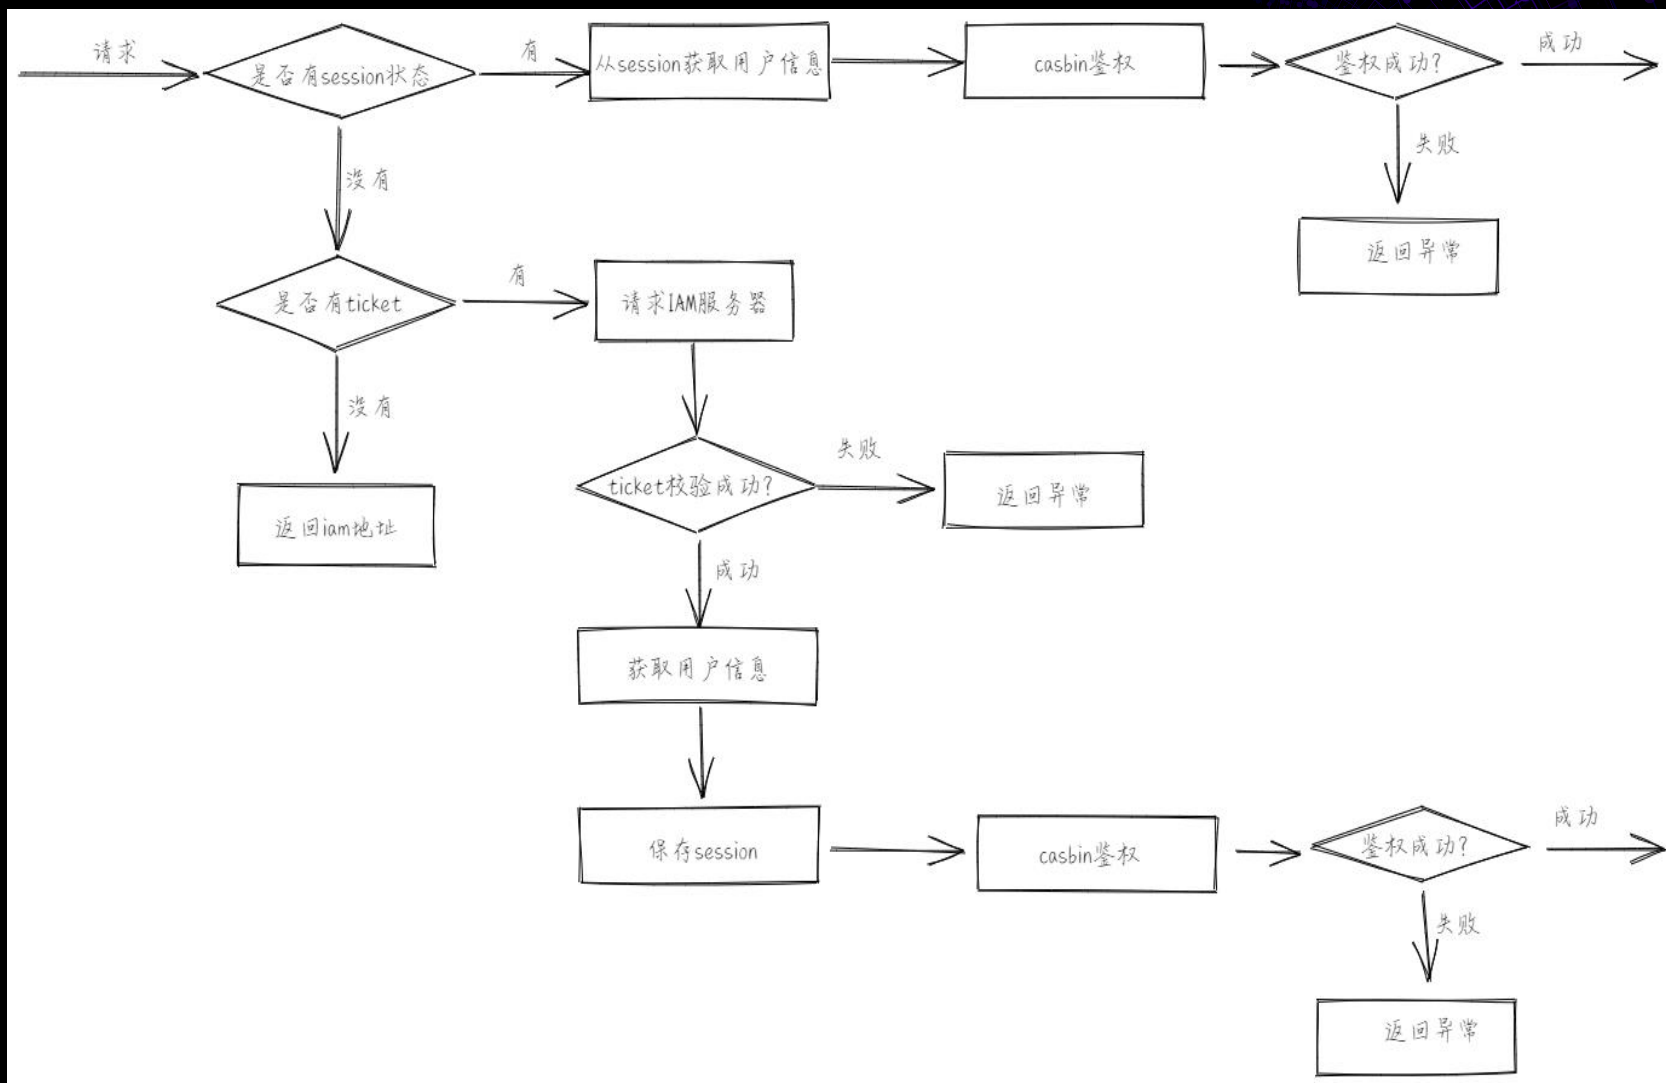 请求
是否有session状态
有
从session获取用户信息
casbin鉴权
鉴权成功?
成功
失败
返回异常
没有
是否有ticket
有
请求IAM服务器
没有
返回iam地址
ticket校验成功?
失败
返回异常
成功
获取用户信息
保存session
casbin鉴权
鉴权成功?
成功
失败
返回异常